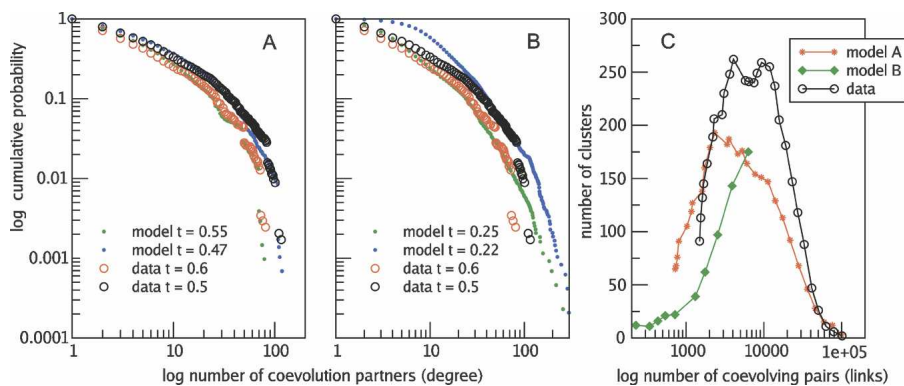 A
B
C
log cumulative probability
1
0.1
0.01
0.001
0.0001
model t = 0.55
model t = 0.47
data t = 0.6
data t = 0.5
1
10
100
0.25
0.22
data t = 0.6
data t = 0.5
1
10
100
log number of coevolution partners (degree)
model A
model B
data
number of clusters
300
250
200
150
100
50
0
1000
10000
1e+05
log number of coevolving pairs (links)